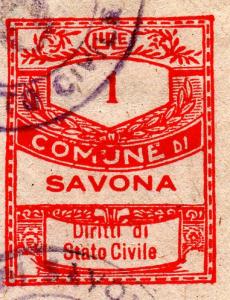 LIRE
1
COMUNE DI
SAVONA
Diritti di
Stato Civile